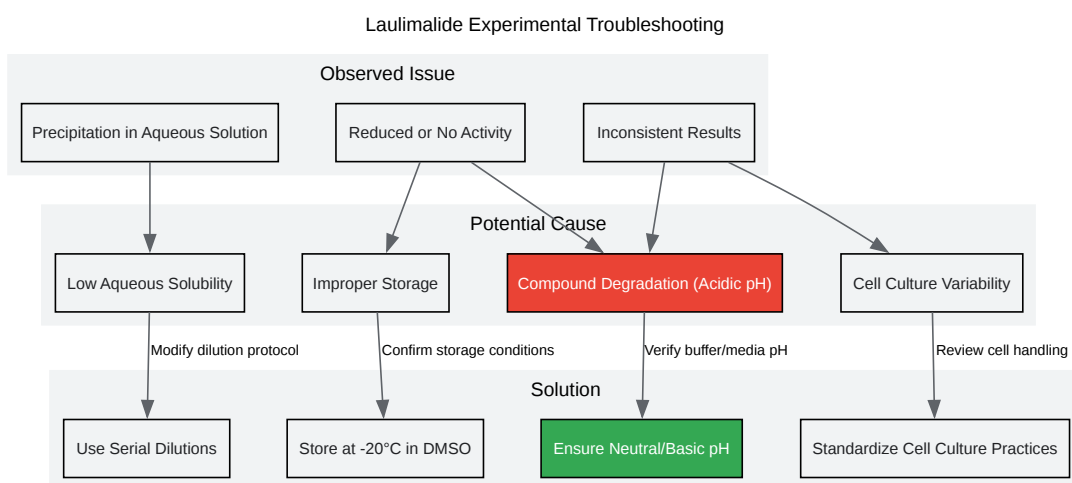 Laulimalide Experimental Troubleshooting
Observed Issue
Precipitation in Aqueous Solution
Reduced or No Activity
Inconsistent Results
Potential Cause
Low Aqueous Solubility
Improper Storage
Compound Degradation (Acidic pH)
Cell Culture Variability
Modify dilution protocol
Confirm storage conditions
Verify buffer/media pH
Review cell handling
Solution
Use Serial Dilutions
Store at -20°C in DMSO
Ensure Neutral/Basic pH
Standardize Cell Culture Practices